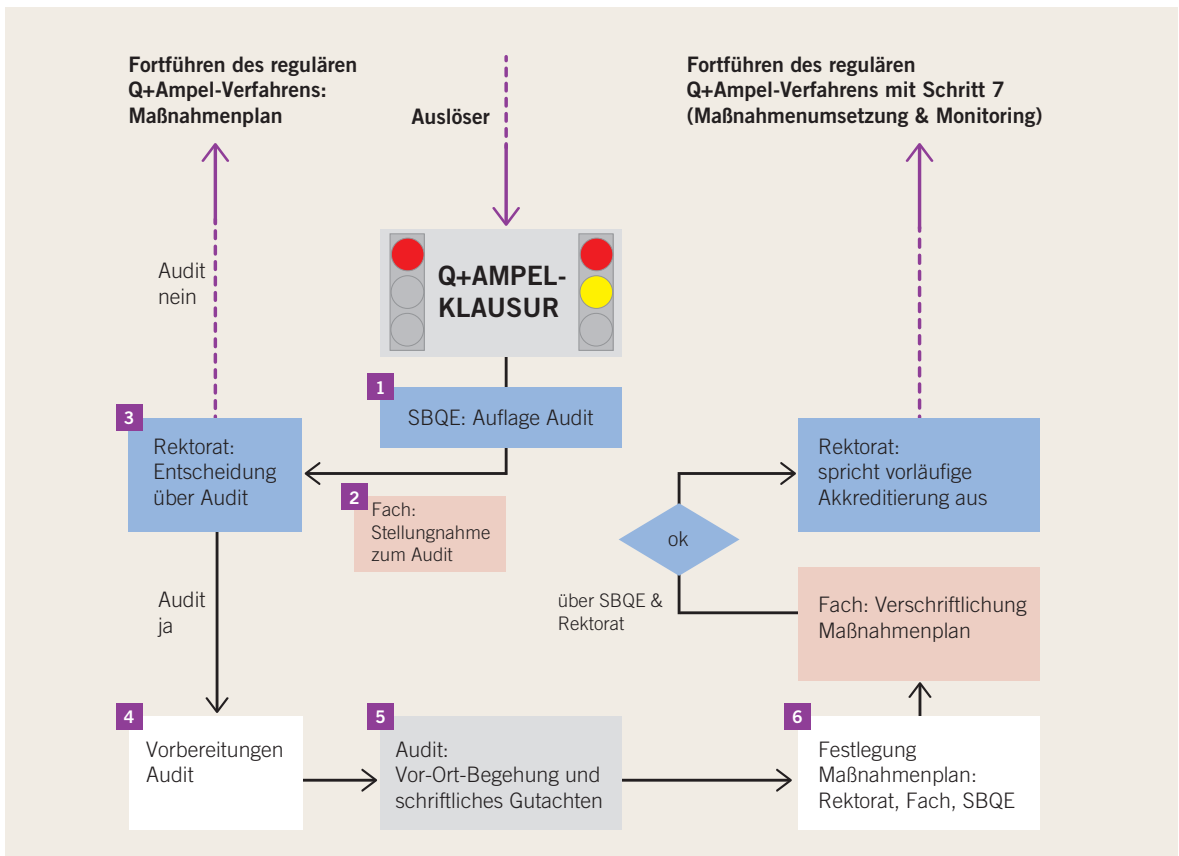 Fortführen des regulären
Q+Ampel-Verfahrens:
Maßnahmenplan
Auslöser
Fortführen des regulären
Q+Ampel-Verfahrens mit Schritt 7
(Maßnahmenumsetzung & Monitoring)
Audit
nein
Q+AMPEL-
KLAUSUR
1
SBQE: Auflage Audit
2
Fach:
Stellungnahme
zum Audit
3
Rektorat:
Entscheidung
über Audit
Audit
ja
4
Vorbereitungen
Audit
5
Audit:
Vor-Ort-Begehung und
schriftliches Gutachten
6
Festlegung
Maßnahmenplan:
Rektorat, Fach, SBQE
Fach: Verschriftlichung
Maßnahmenplan
über SBQE &
Rektorat
ok
Rektorat:
spricht vorläufige
Akkreditierung aus